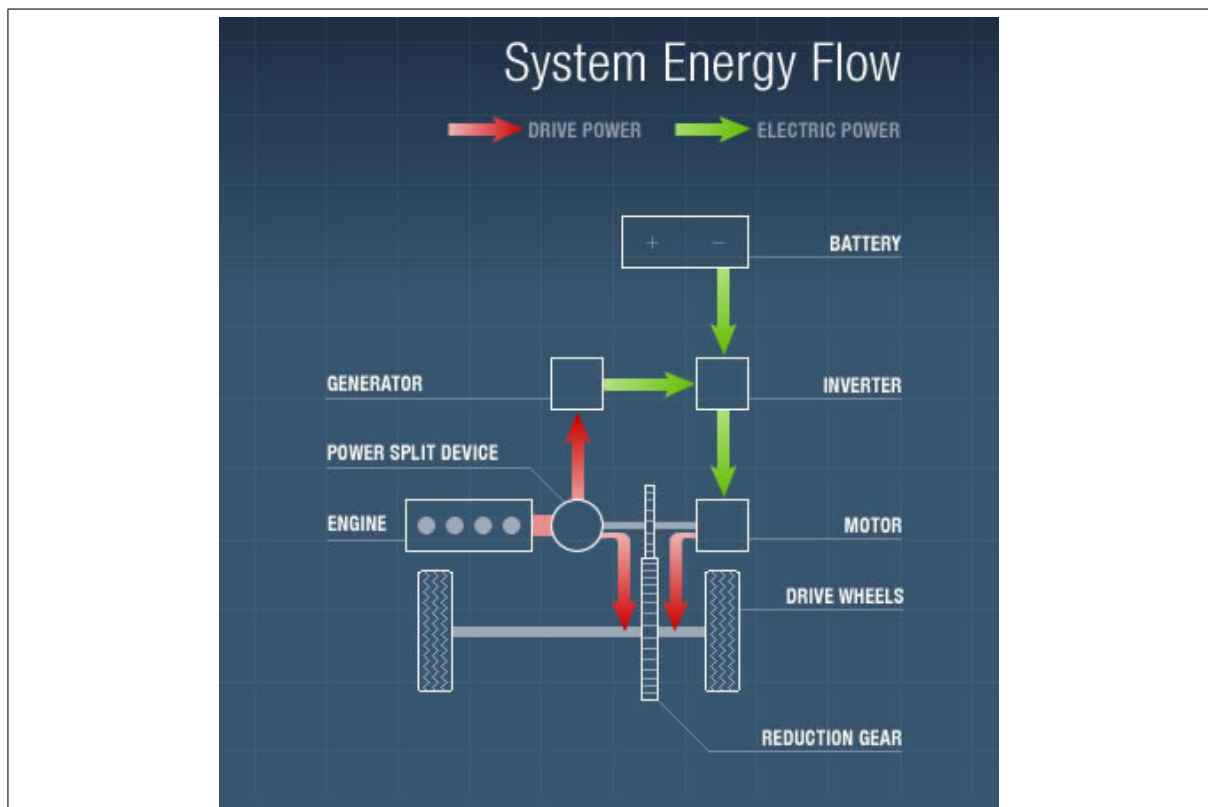 System Energy Flow
DRIVE POWER
ELECTRIC POWER
+ −
BATTERY
GENERATOR
INVERTER
POWER SPLIT DEVICE
ENGINE
MOTOR
DRIVE WHEELS
REDUCTION GEAR